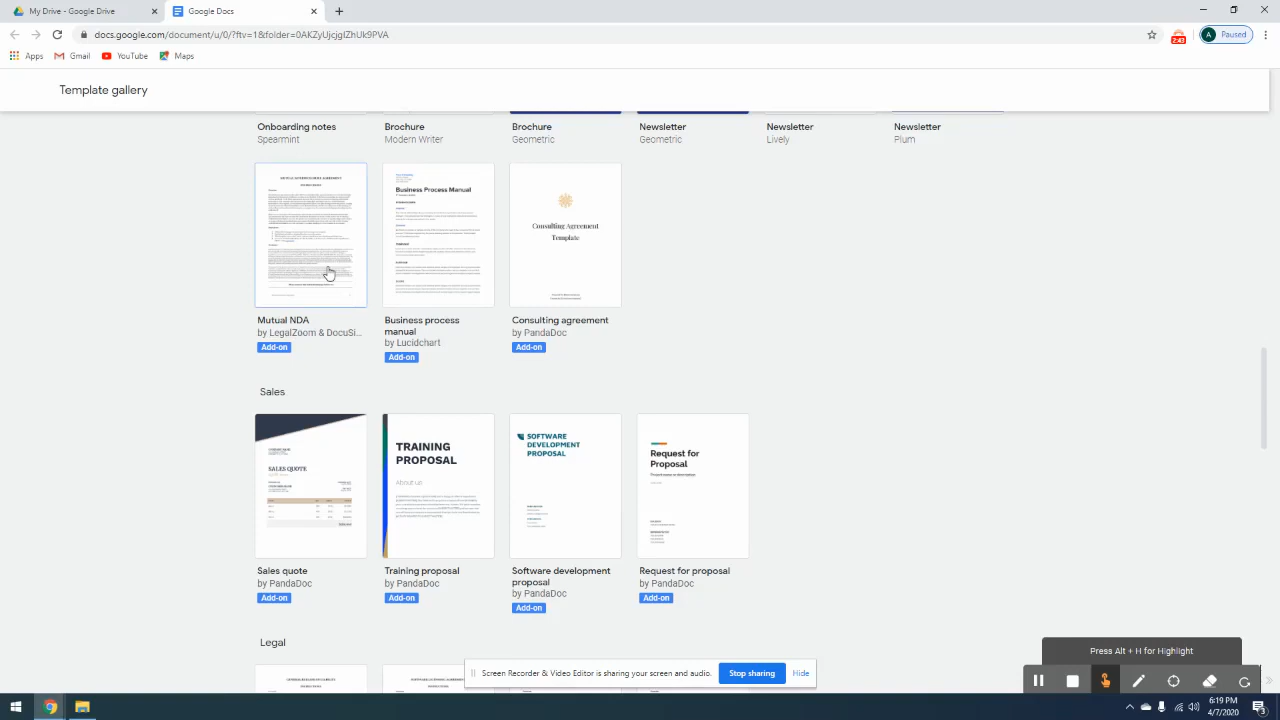 My Drive - Google Drive
Google Docs
docs.google.com/document/u/0/?ftv=1&folder=0AKZyUjcjgIZhUk9PVA
2:43
A
Paused
Apps
Gmail
YouTube
Maps
Template gallery
Onboarding notes
Spearmint
Brochure
Modern Writer
Brochure
Geometric
Newsletter
Geometric
Newsletter
Lively
Newsletter
Plum
Business Process Manual
Consulting Agreement
Template
Mutual NDA
by LegalZoom & DocuSi...
Add-on
Business process
manual
by Lucidchart
Add-on
Consulting agreement
by PandaDoc
Add-on
Sales
SALES QUOTE
TRAINING
PROPOSAL
About us
SOFTWARE
DEVELOPMENT
PROPOSAL
Request for
Proposal
Sales quote
by PandaDoc
Add-on
Training proposal
by PandaDoc
Add-on
Software development
proposal
by PandaDoc
Add-on
Request for proposal
by PandaDoc
Add-on
Legal
Press Alt + H for Highlight
Screen Recorder & Video Editor is sharing your screen and audio.
Stop sharing
Hide
6:19 PM
4/7/2020